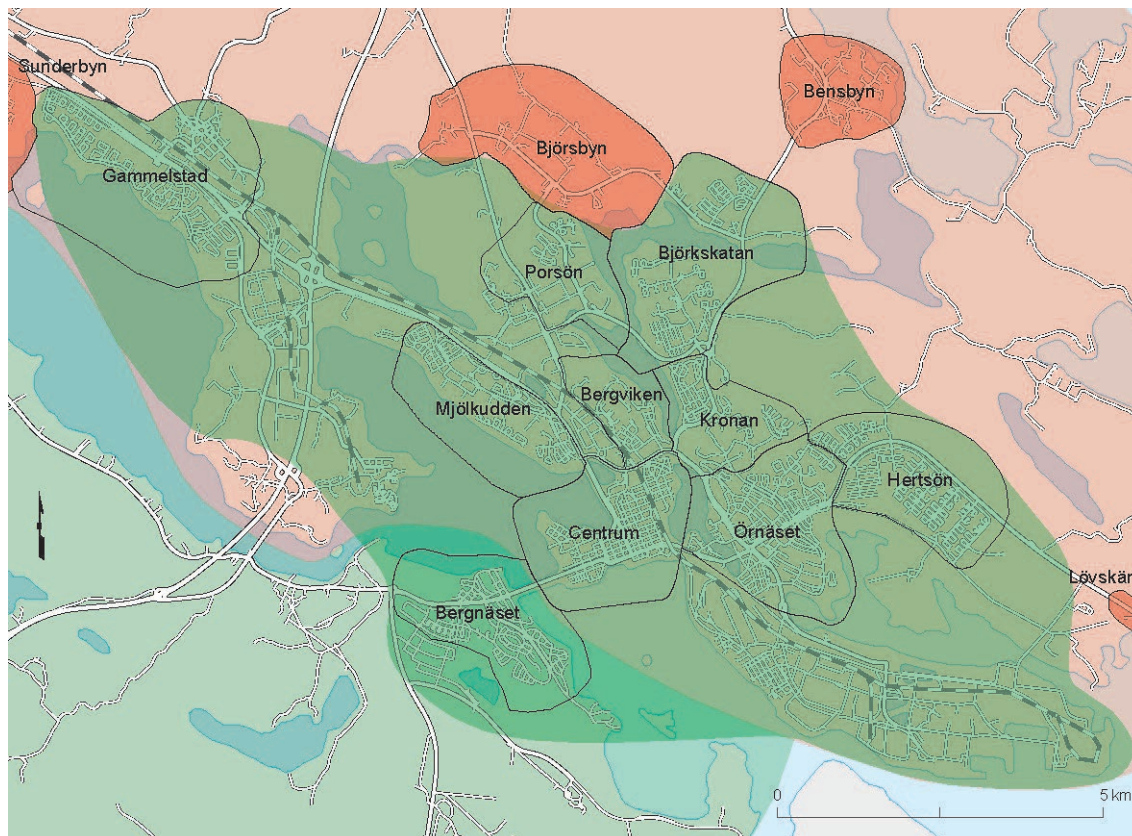 Sunderbyn
Bensbyn
Björsbyn
Gammelstad
Björkskatan
Porsön
Bergviken
Mjölkudden
Kronan
Hertsön
Centrum
Örnäset
Lövskär
Bergnäset
0
5 km